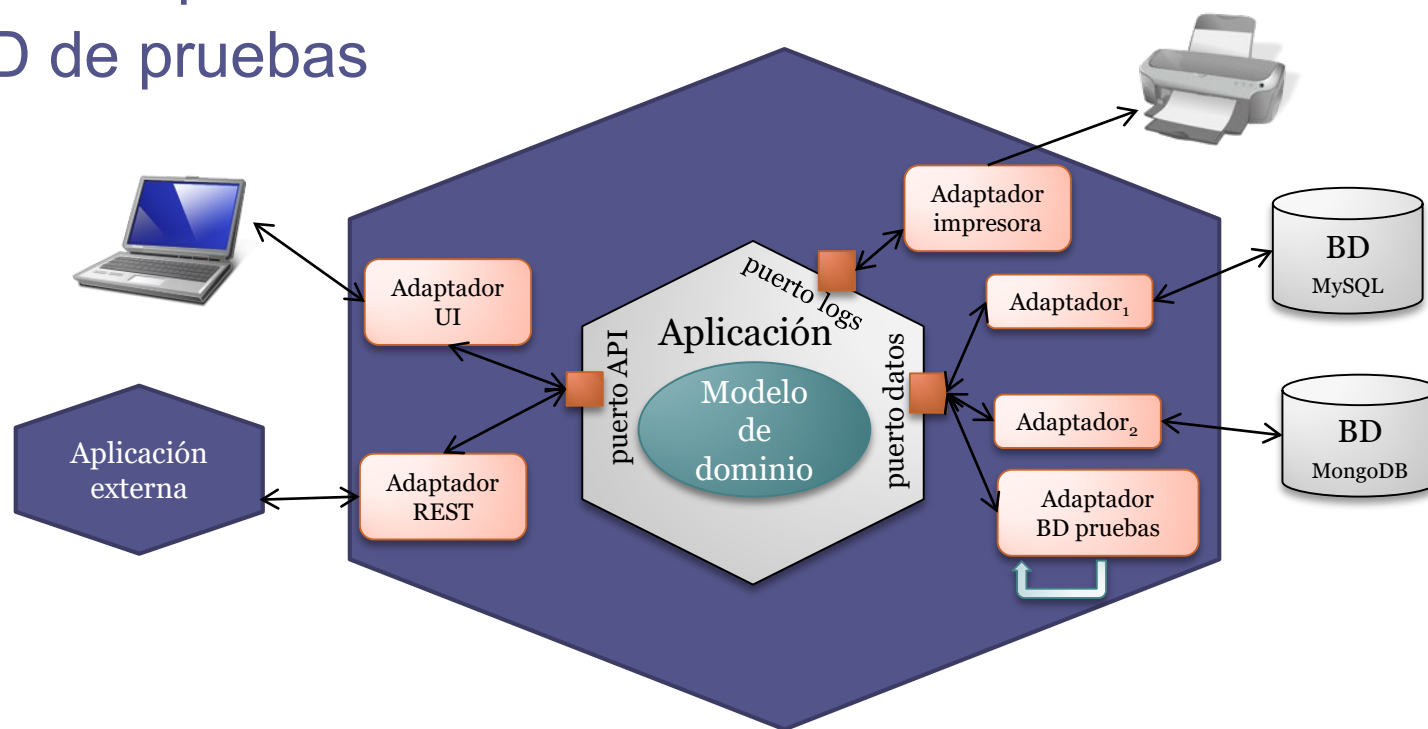 D de pruebas
Adaptador
impresora
BD
MySQL
puerto logs
Adaptador
UI
Adaptador₁
Aplicación
puerto API
puerto datos
Modelo
de
dominio
Adaptador₂
BD
MongoDB
Aplicación
externa
Adaptador
REST
Adaptador
BD pruebas